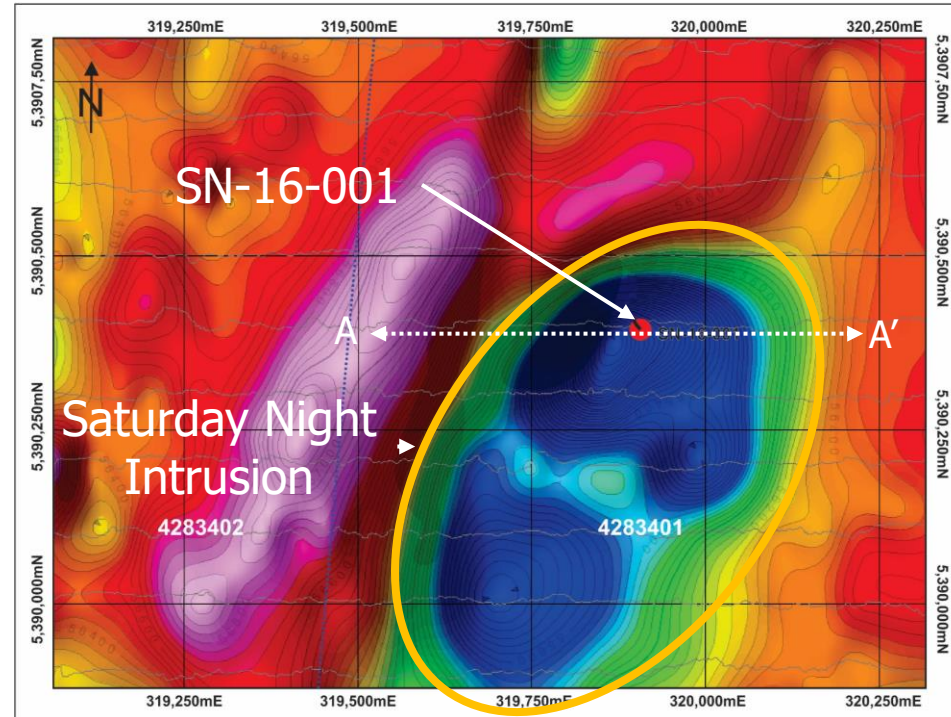 319,250mE 319,500mE 319,750mE 320,000mE 320,250mE
5,3907,50mN
5,3907,50mN
N
SN-16-001
5,390,500mN
5,390,500mN
A
A'
5,390,250mN
5,390,250mN
Saturday Night
Intrusion
4283402
4283401
5,390,000mN
5,390,000mN
319,250mE 319,500mE 319,750mE 320,000mE 320,250mE